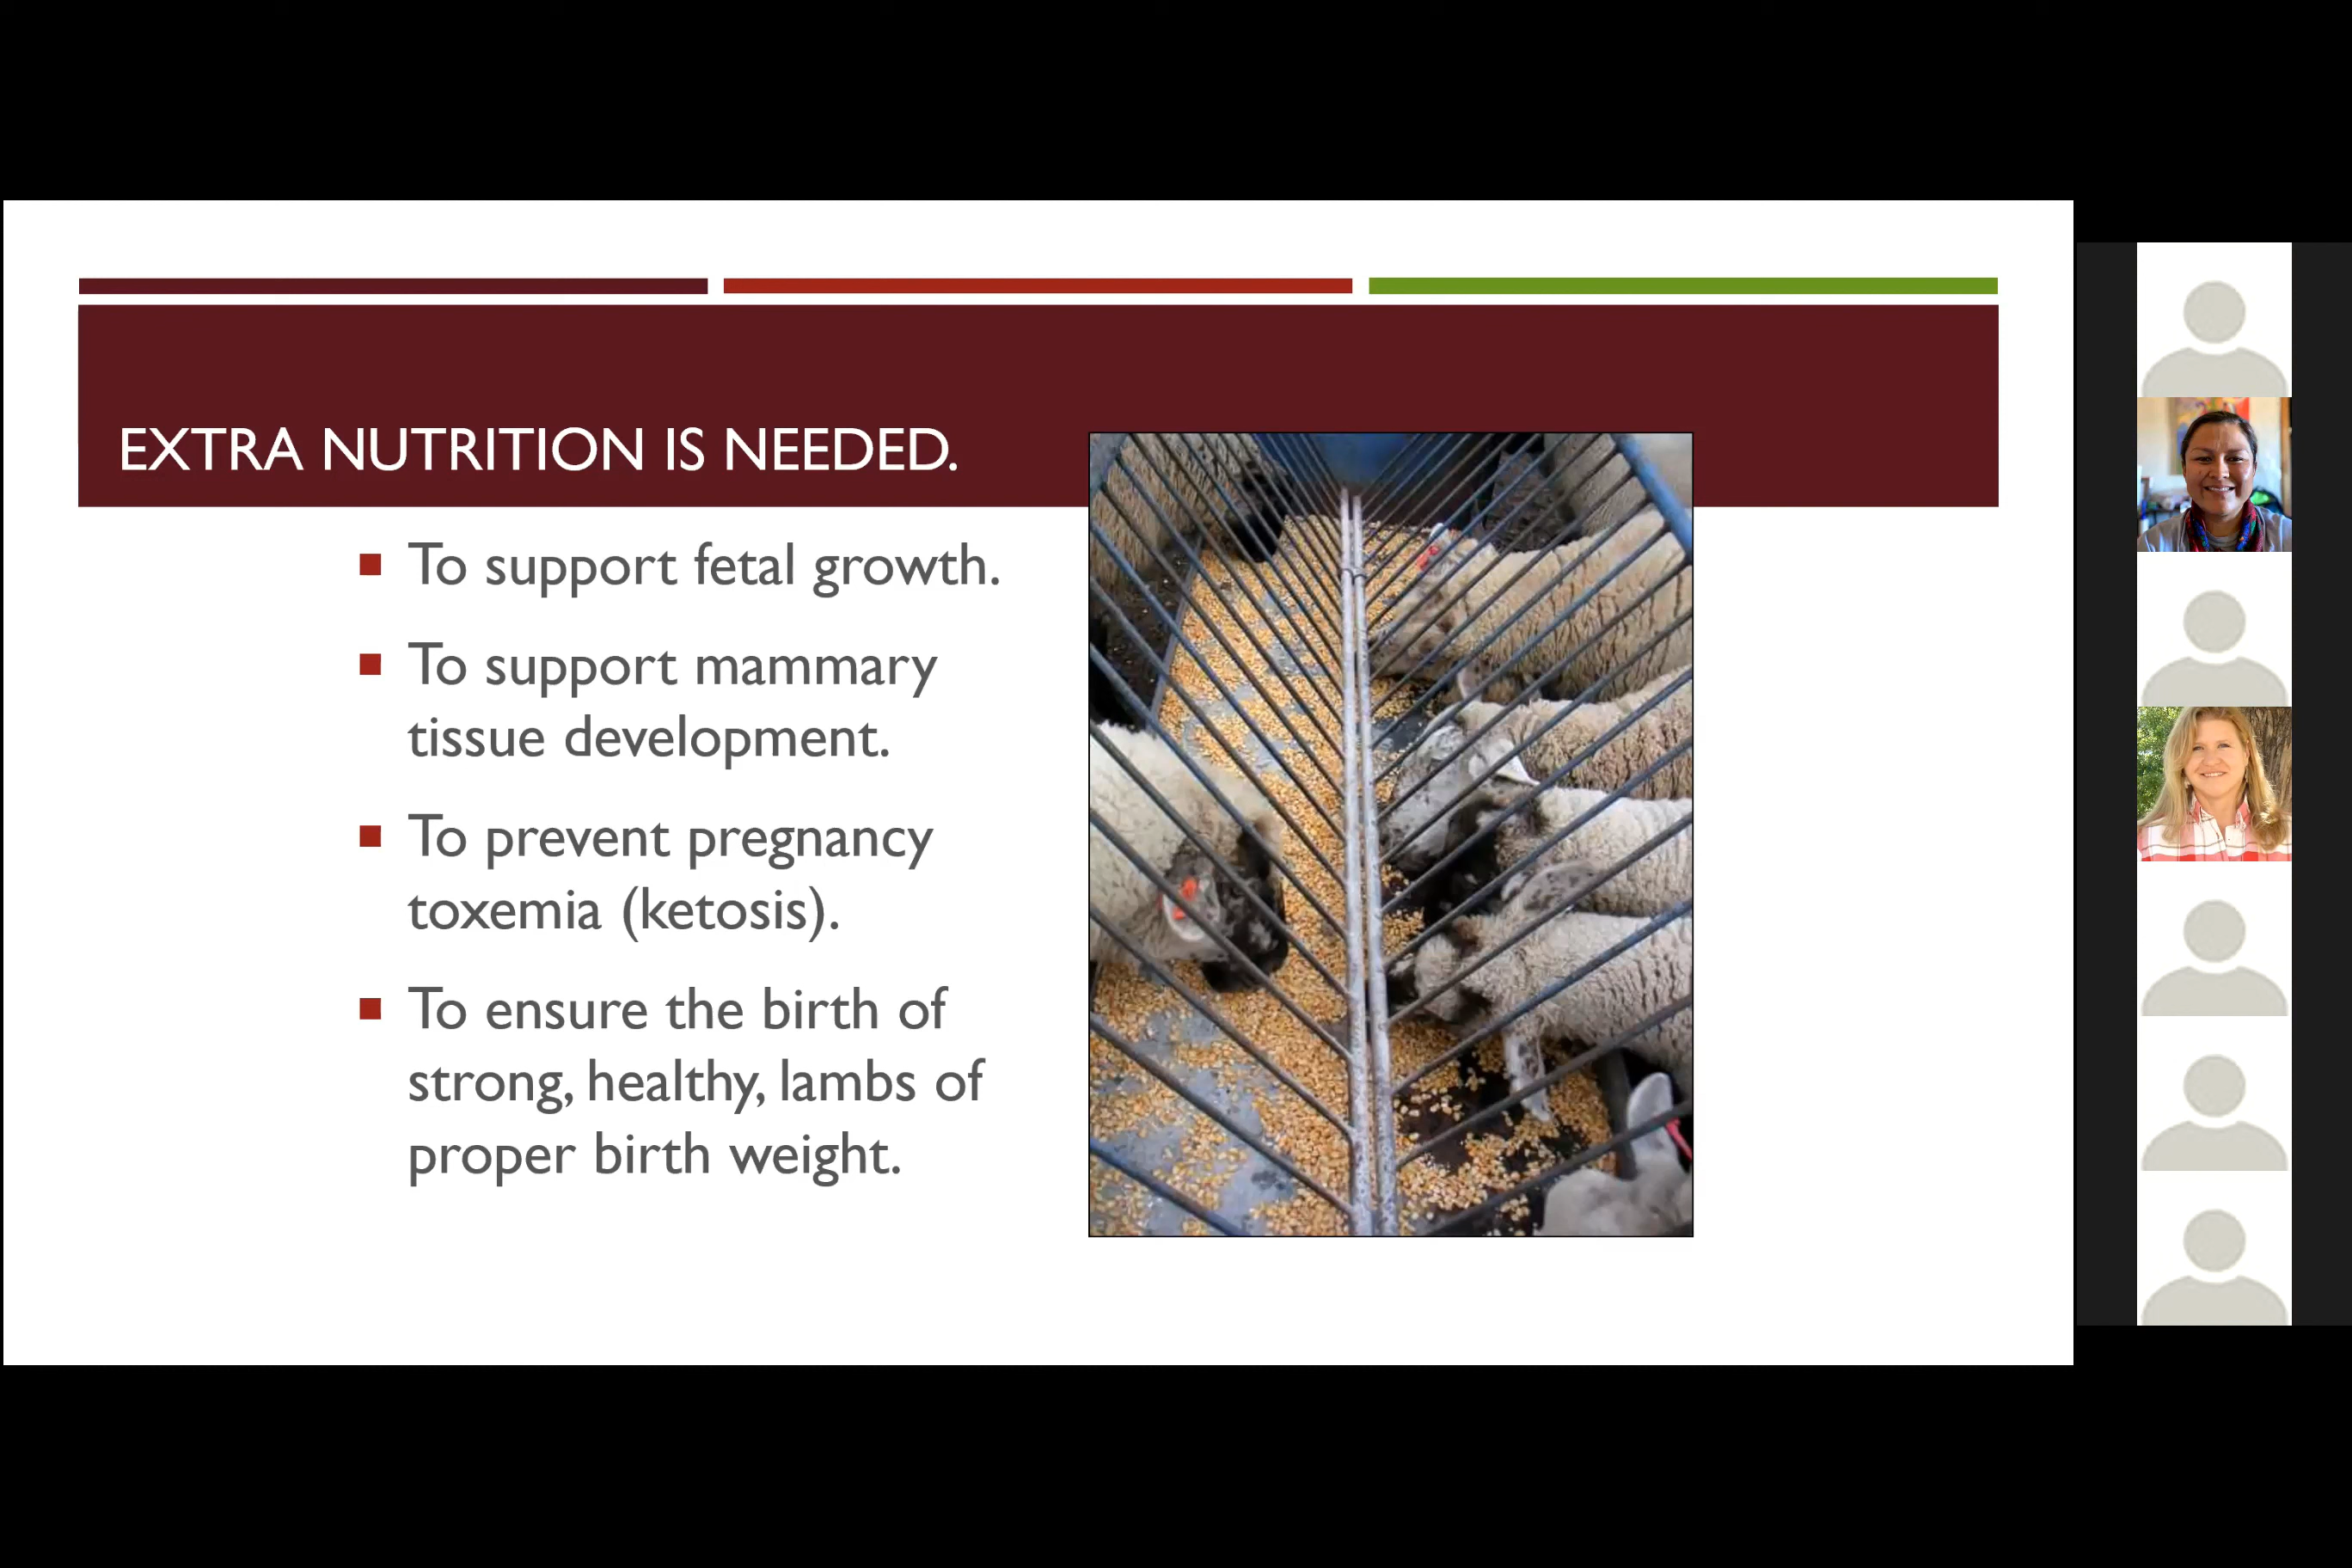 EXTRA NUTRITION IS NEEDED.
To support fetal growth.
To support mammary
tissue development.
To prevent pregnancy
toxemia (ketosis).
To ensure the birth of
strong, healthy, lambs of
proper birth weight.